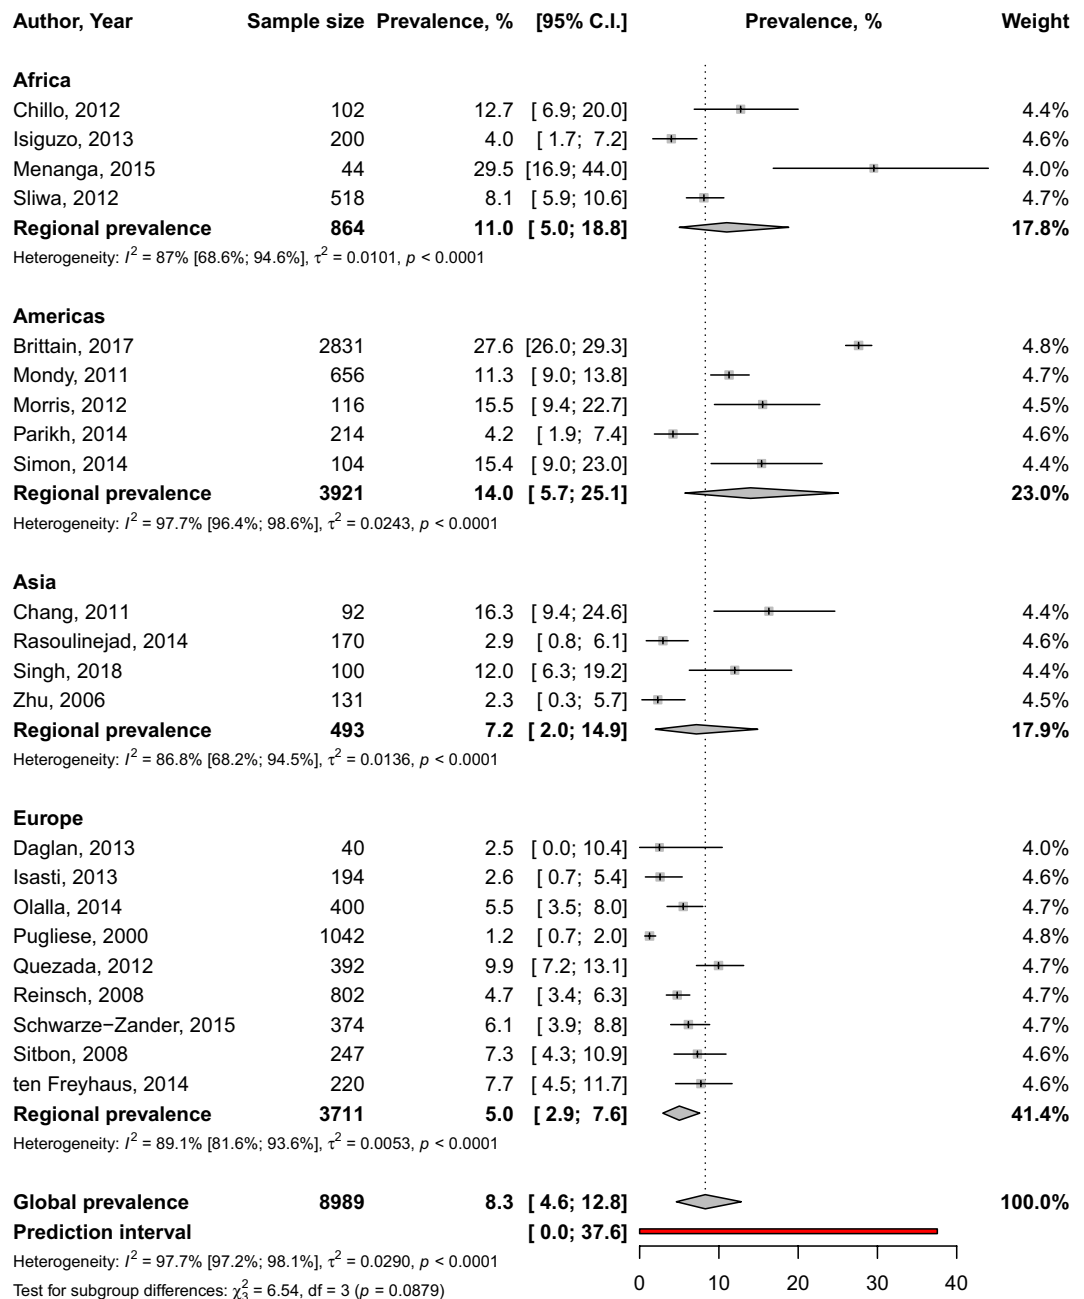 Author, Year Sample size Prevalence, % [95% C.I.] Prevalence, % Weight
Africa
Chillo, 2012 102 12.7 [ 6.9; 20.0] 4.4%
Isiguzo, 2013 200 4.0 [ 1.7; 7.2] 4.6%
Menanga, 2015 44 29.5 [16.9; 44.0] 4.0%
Sliwa, 2012 518 8.1 [ 5.9; 10.6] 4.7%
Regional prevalence 864 11.0 [ 5.0; 18.8] 17.8%
Heterogeneity: I² = 87% [68.6%; 94.6%], τ² = 0.0101, p < 0.0001
Americas
Brittain, 2017 2831 27.6 [26.0; 29.3] 4.8%
Mondy, 2011 656 11.3 [ 9.0; 13.8] 4.7%
Morris, 2012 116 15.5 [ 9.4; 22.7] 4.5%
Parikh, 2014 214 4.2 [ 1.9; 7.4] 4.6%
Simon, 2014 104 15.4 [ 9.0; 23.0] 4.4%
Regional prevalence 3921 14.0 [ 5.7; 25.1] 23.0%
Heterogeneity: I² = 97.7% [96.4%; 98.6%], τ² = 0.0243, p < 0.0001
Asia
Chang, 2011 92 16.3 [ 9.4; 24.6] 4.4%
Rasoulinejad, 2014 170 2.9 [ 0.8; 6.1] 4.6%
Singh, 2018 100 12.0 [ 6.3; 19.2] 4.4%
Zhu, 2006 131 2.3 [ 0.3; 5.7] 4.5%
Regional prevalence 493 7.2 [ 2.0; 14.9] 17.9%
Heterogeneity: I² = 86.8% [68.2%; 94.5%], τ² = 0.0136, p < 0.0001
Europe
Daglan, 2013 40 2.5 [ 0.0; 10.4] 4.0%
Isasti, 2013 194 2.6 [ 0.7; 5.4] 4.6%
Olalla, 2014 400 5.5 [ 3.5; 8.0] 4.7%
Pugliese, 2000 1042 1.2 [ 0.7; 2.0] 4.8%
Quezada, 2012 392 9.9 [ 7.2; 13.1] 4.7%
Reinsch, 2008 802 4.7 [ 3.4; 6.3] 4.7%
Schwarze−Zander, 2015 374 6.1 [ 3.9; 8.8] 4.7%
Sitbon, 2008 247 7.3 [ 4.3; 10.9] 4.6%
ten Freyhaus, 2014 220 7.7 [ 4.5; 11.7] 4.6%
Regional prevalence 3711 5.0 [ 2.9; 7.6] 41.4%
Heterogeneity: I² = 89.1% [81.6%; 93.6%], τ² = 0.0053, p < 0.0001
Global prevalence 8989 8.3 [ 4.6; 12.8] 100.0%
Prediction interval [ 0.0; 37.6]
Heterogeneity: I² = 97.7% [97.2%; 98.1%], τ² = 0.0290, p < 0.0001
Test for subgroup differences: χ²₃ = 6.54, df = 3 (p = 0.0879)
0 10 20 30 40